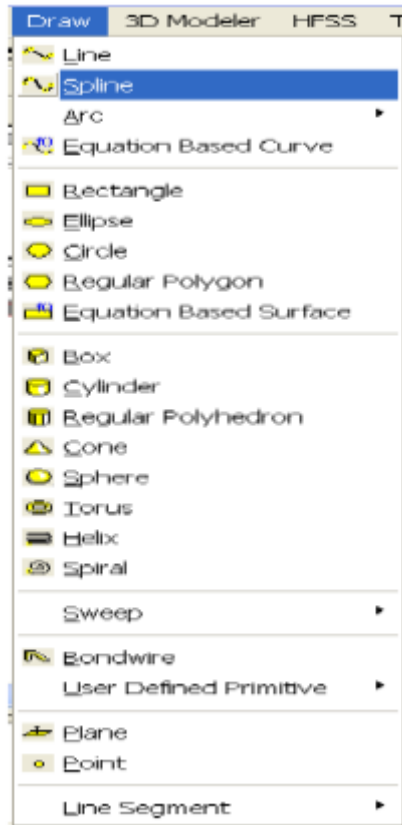 Draw 3D Modeler HFSS T
Line
Spline
Arc
Equation Based Curve
Rectangle
Ellipse
Circle
Regular Polygon
Equation Based Surface
Box
Cylinder
Regular Polyhedron
Cone
Sphere
Torus
Helix
Spiral
Sweep
Bondwire
User Defined Primitive
Plane
Point
Line Segment